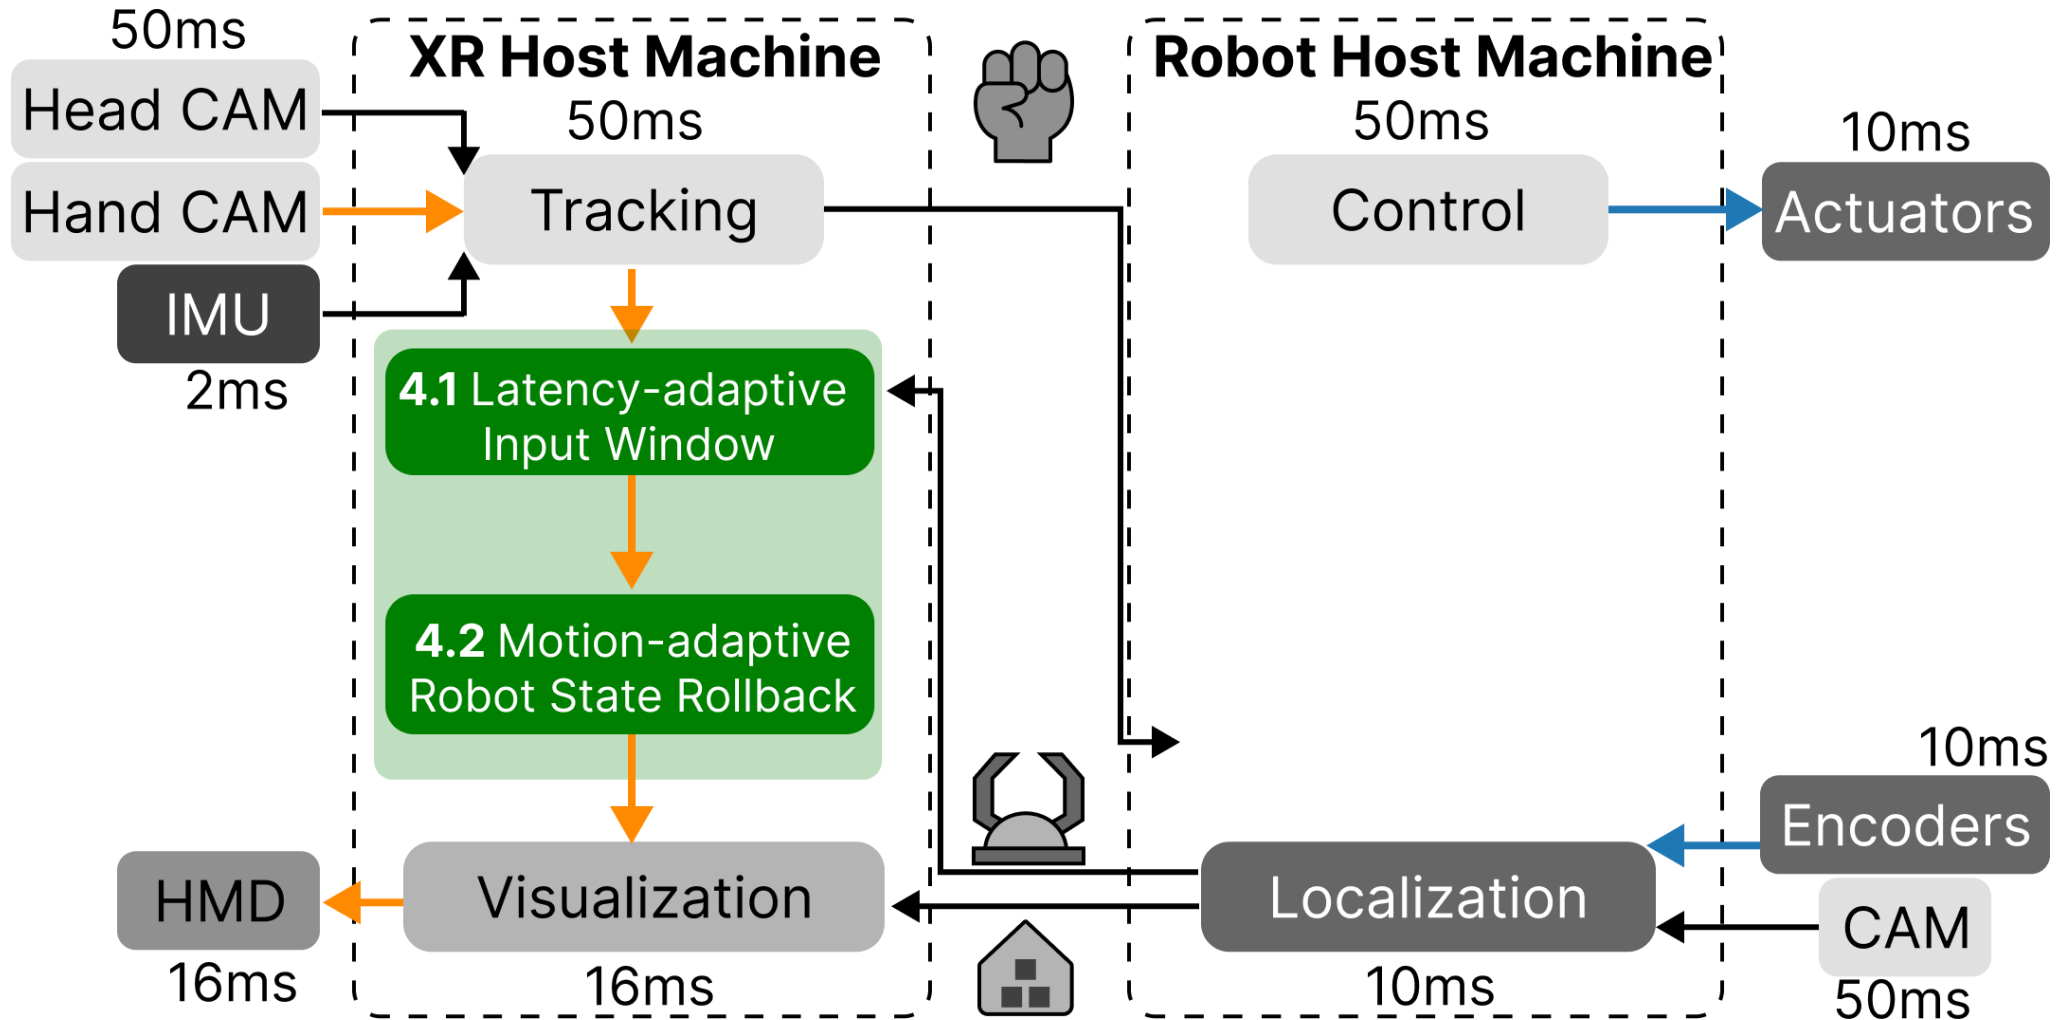 50ms
Head CAM
Hand CAM
IMU
2ms
XR Host Machine
50ms
Tracking
4.1 Latency-adaptive
Input Window
4.2 Motion-adaptive
Robot State Rollback
Visualization
16ms
HMD
16ms
Robot Host Machine
50ms
Control
10ms
Actuators
Localization
10ms
10ms
Encoders
CAM
50ms